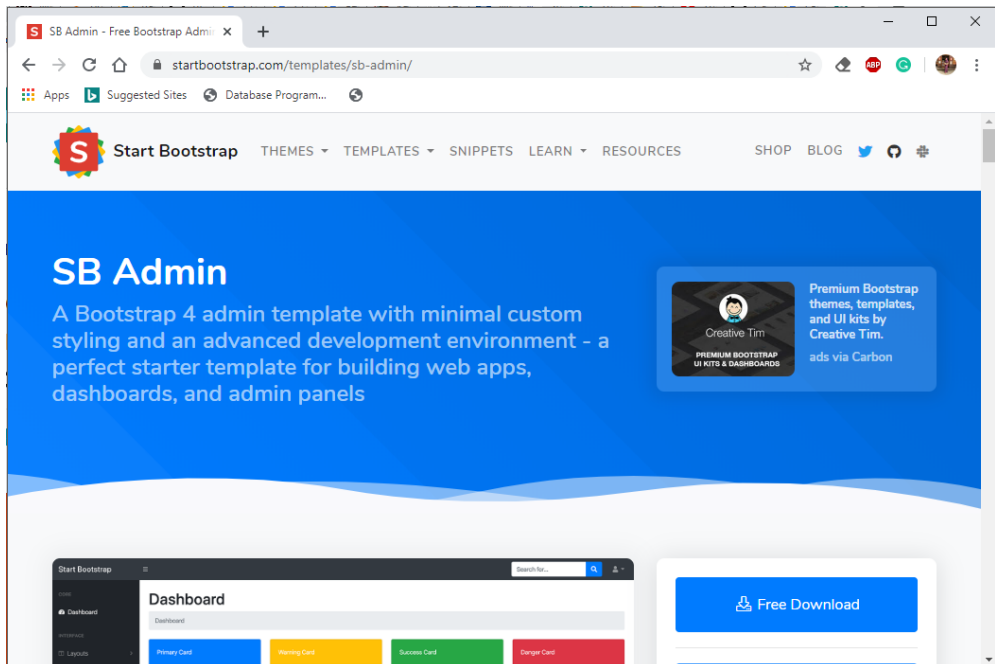 SB Admin - Free Bootstrap Admin
startbootstrap.com/templates/sb-admin/
ABP
Apps Suggested Sites Database Program...
S Start Bootstrap THEMES TEMPLATES SNIPPETS LEARN RESOURCES SHOP BLOG
SB Admin
A Bootstrap 4 admin template with minimal custom
styling and an advanced development environment - a
perfect starter template for building web apps,
dashboards, and admin panels
Creative Tim
PREMIUM BOOTSTRAP
UI KITS & DASHBOARDS
Premium Bootstrap
themes, templates,
and UI kits by
Creative Tim.
ads via Carbon
Start Bootstrap Search for...
CORE
Dashboard
INTERFACE
Layouts
Dashboard
Dashboard
Primary Card Warning Card Success Card Danger Card
Free Download